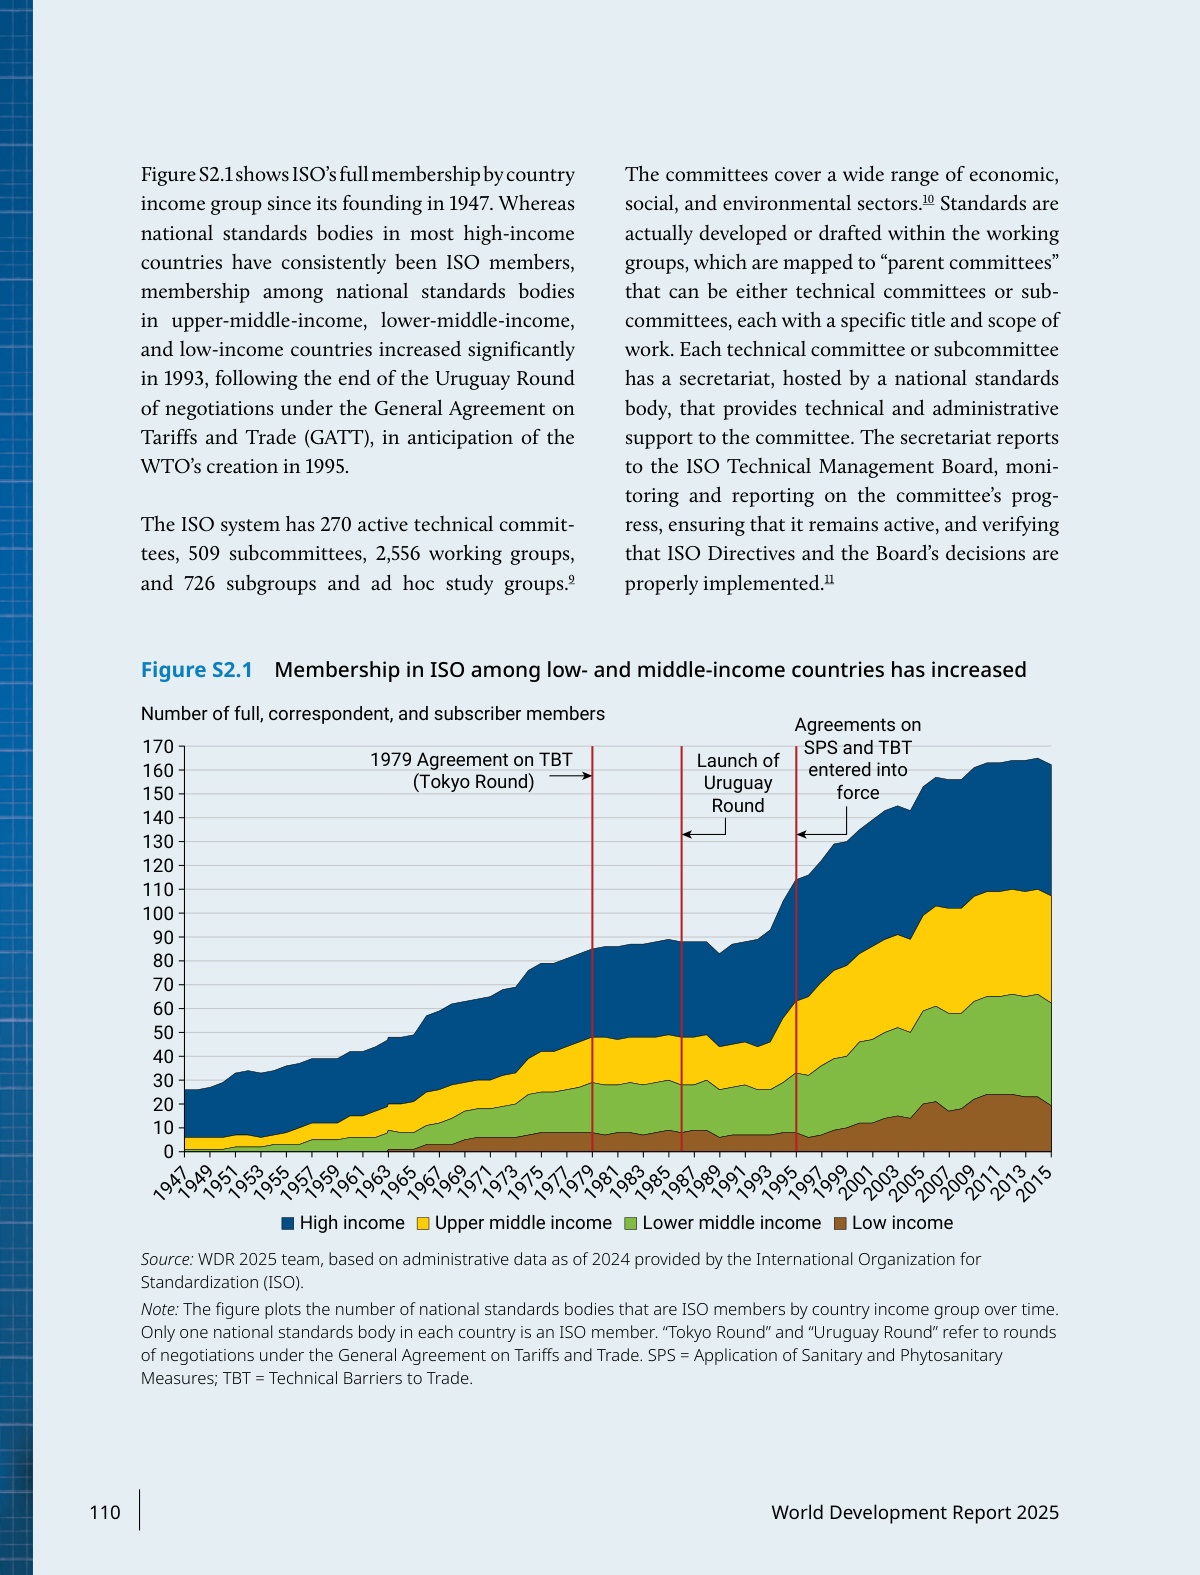 Figure S2.1 shows ISO’s full membership by country
income group since its founding in 1947. Whereas
national standards bodies in most high-income
countries have consistently been ISO members,
membership among national standards bodies
in upper-middle-income, lower-middle-income,
and low-income countries increased significantly
in 1993, following the end of the Uruguay Round
of negotiations under the General Agreement on
Tariffs and Trade (GATT), in anticipation of the
WTO’s creation in 1995.
The ISO system has 270 active technical commit-
tees, 509 subcommittees, 2,556 working groups,
and 726 subgroups and ad hoc study groups.9
The committees cover a wide range of economic,
social, and environmental sectors.10 Standards are
actually developed or drafted within the working
groups, which are mapped to “parent committees”
that can be either technical committees or sub-
committees, each with a specific title and scope of
work. Each technical committee or subcommittee
has a secretariat, hosted by a national standards
body, that provides technical and administrative
support to the committee. The secretariat reports
to the ISO Technical Management Board, moni-
toring and reporting on the committee’s prog-
ress, ensuring that it remains active, and verifying
that ISO Directives and the Board’s decisions are
properly implemented.11
Figure S2.1 Membership in ISO among low- and middle-income countries has increased
Number of full, correspondent, and subscriber members
170
160
150
140
130
120
110
100
90
80
70
60
50
40
30
20
10
0
1979 Agreement on TBT
(Tokyo Round)
Launch of
Uruguay
Round
Agreements on
SPS and TBT
entered into
force
1947
1949
1951
1953
1955
1957
1959
1961
1963
1965
1967
1969
1971
1973
1975
1977
1979
1981
1983
1985
1987
1989
1991
1993
1995
1997
1999
2001
2003
2005
2007
2009
2011
2013
2015
High income Upper middle income Lower middle income Low income
Source: WDR 2025 team, based on administrative data as of 2024 provided by the International Organization for
Standardization (ISO).
Note: The figure plots the number of national standards bodies that are ISO members by country income group over time.
Only one national standards body in each country is an ISO member. “Tokyo Round” and “Uruguay Round” refer to rounds
of negotiations under the General Agreement on Tariffs and Trade. SPS = Application of Sanitary and Phytosanitary
Measures; TBT = Technical Barriers to Trade.
110
World Development Report 2025